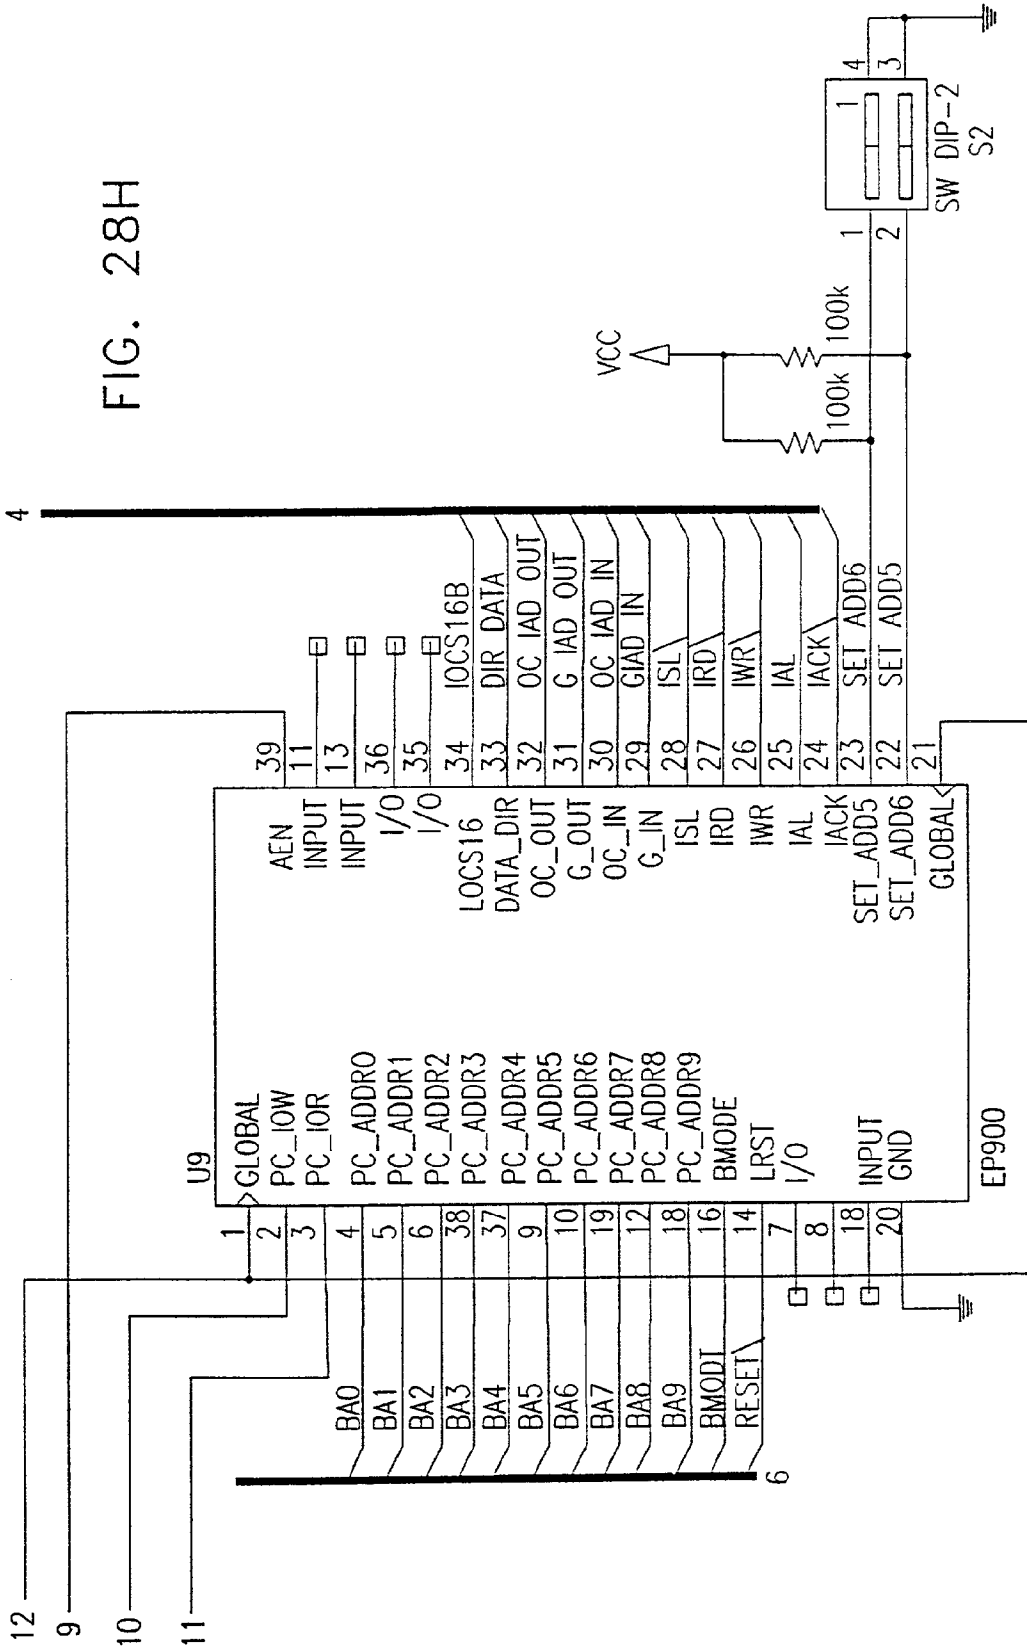 FIG. 28H
12
9
10
11
4
6
U9
EP900
1 GLOBAL
2 PC_IOW
3 PC_IOR
BA0 4 PC_ADDR0
BA1 5 PC_ADDR1
BA2 6 PC_ADDR2
BA3 38 PC_ADDR3
BA4 37 PC_ADDR4
BA5 9 PC_ADDR5
BA6 10 PC_ADDR6
BA7 19 PC_ADDR7
BA8 12 PC_ADDR8
BA9 18 PC_ADDR9
BMODT 16 BMODE
RESET\ 14 LRST
7 I/O
8
18 INPUT
20 GND
AEN 39
INPUT 11
INPUT 13
I/O 36
I/O 35
LOCS16 34 IOCS16B
DATA_DIR 33 DIR DATA
OC_OUT 32 OC IAD OUT
G_OUT 31 G IAD OUT
OC_IN 30 OC IAD IN
G_IN 29 GIAD IN
ISL 28 ISL\
IRD 27 IRD\
IWR 26 IWR\
IAL 25 IAL
IACK 24 IACK\
SET_ADD5 23 SET ADD6
SET_ADD6 22 SET ADD5
GLOBAL 21
VCC
100k
100k
1 1 4
2 3
SW DIP-2
S2